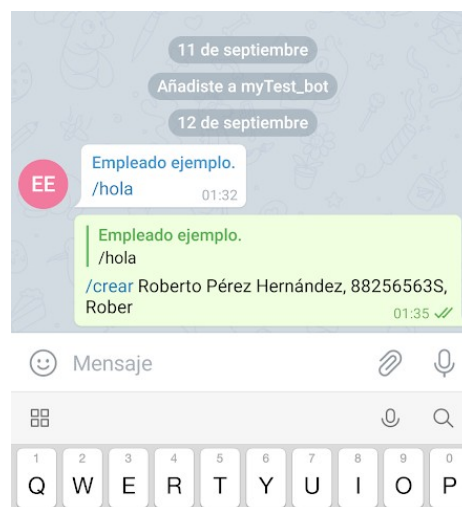 11 de septiembre
Añadiste a myTest_bot
12 de septiembre
Empleado ejemplo.
EE
/hola
01:32
Empleado ejemplo.
/hola
/crear Roberto Pérez Hernández, 88256563S,
Rober
01:35
Mensaje
1 2 3 4 5 6 7 8 9 0
Q W E R T Y U I O P